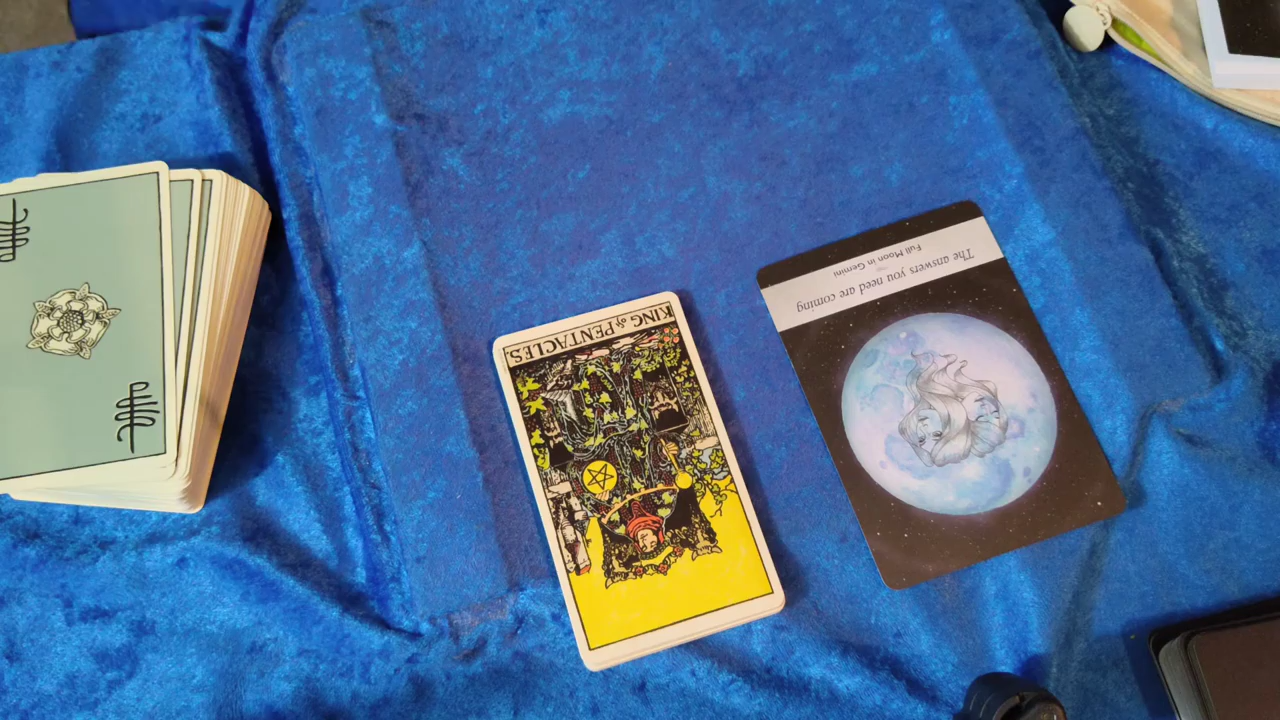 KING of PENTACLES.
The answers you need are coming
Full Moon in Gemini